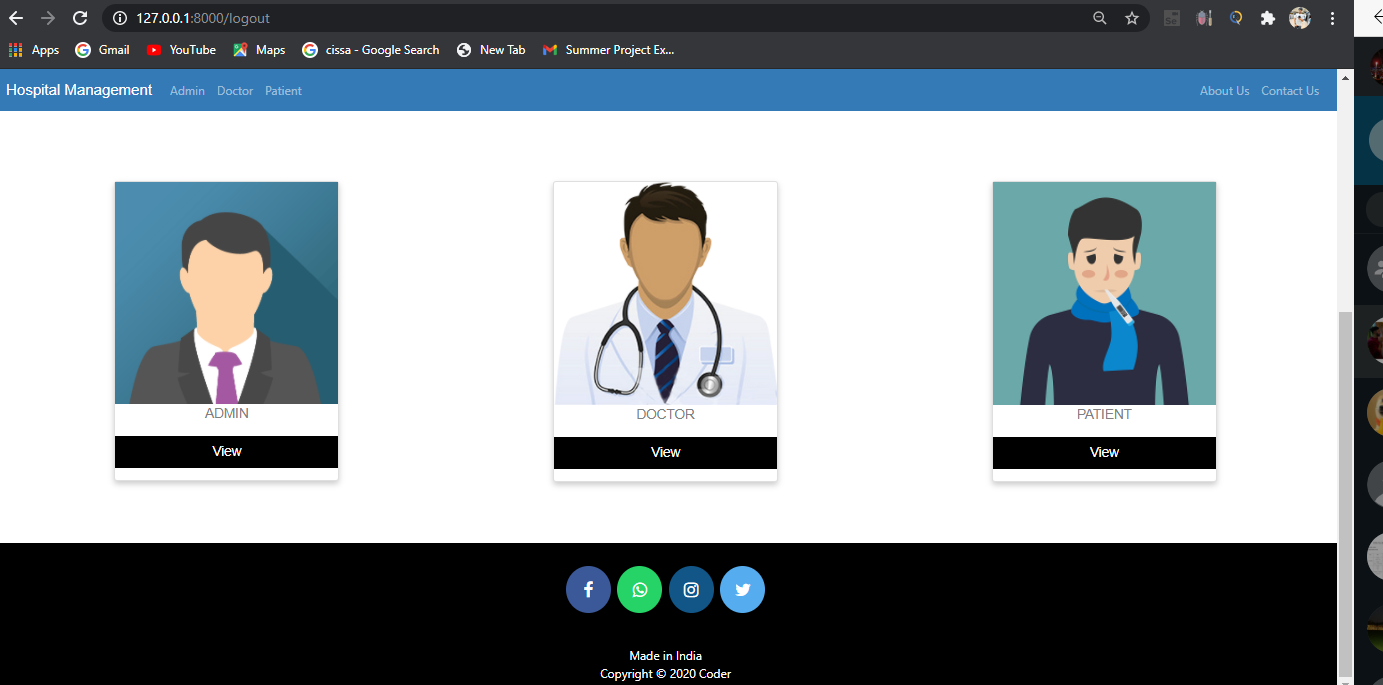 127.0.0.1:8000/logout
Apps Gmail YouTube Maps cissa - Google Search New Tab Summer Project Ex...
Hospital Management Admin Doctor Patient About Us Contact Us
ADMIN DOCTOR PATIENT
View View View
Made in India
Copyright © 2020 Coder